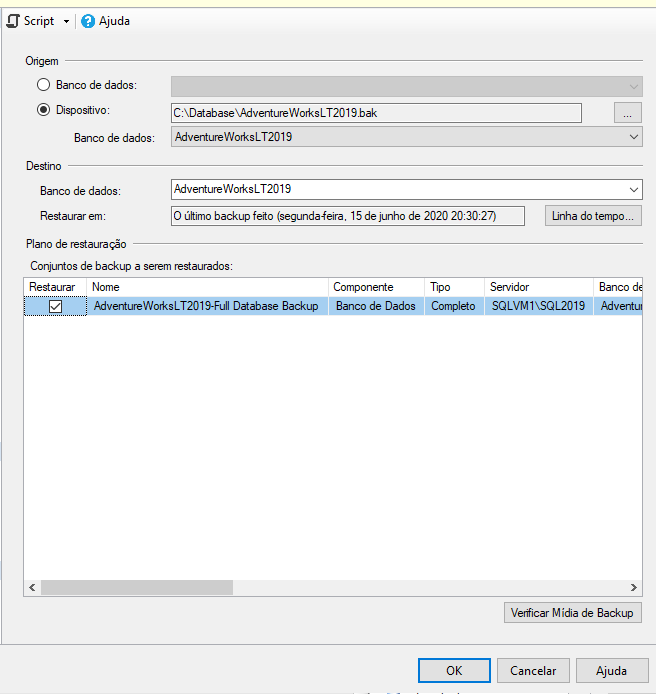 Script Ajuda
Origem
Banco de dados:
Dispositivo: C:\Database\AdventureWorksLT2019.bak ...
Banco de dados: AdventureWorksLT2019
Destino
Banco de dados: AdventureWorksLT2019
Restaurar em: O último backup feito (segunda-feira, 15 de junho de 2020 20:30:27) Linha do tempo...
Plano de restauração
Conjuntos de backup a serem restaurados:
Restaurar Nome Componente Tipo Servidor Banco de
AdventureWorksLT2019-Full Database Backup Banco de Dados Completo SQLVM1\SQL2019 Adventur
Verificar Mídia de Backup
OK Cancelar Ajuda